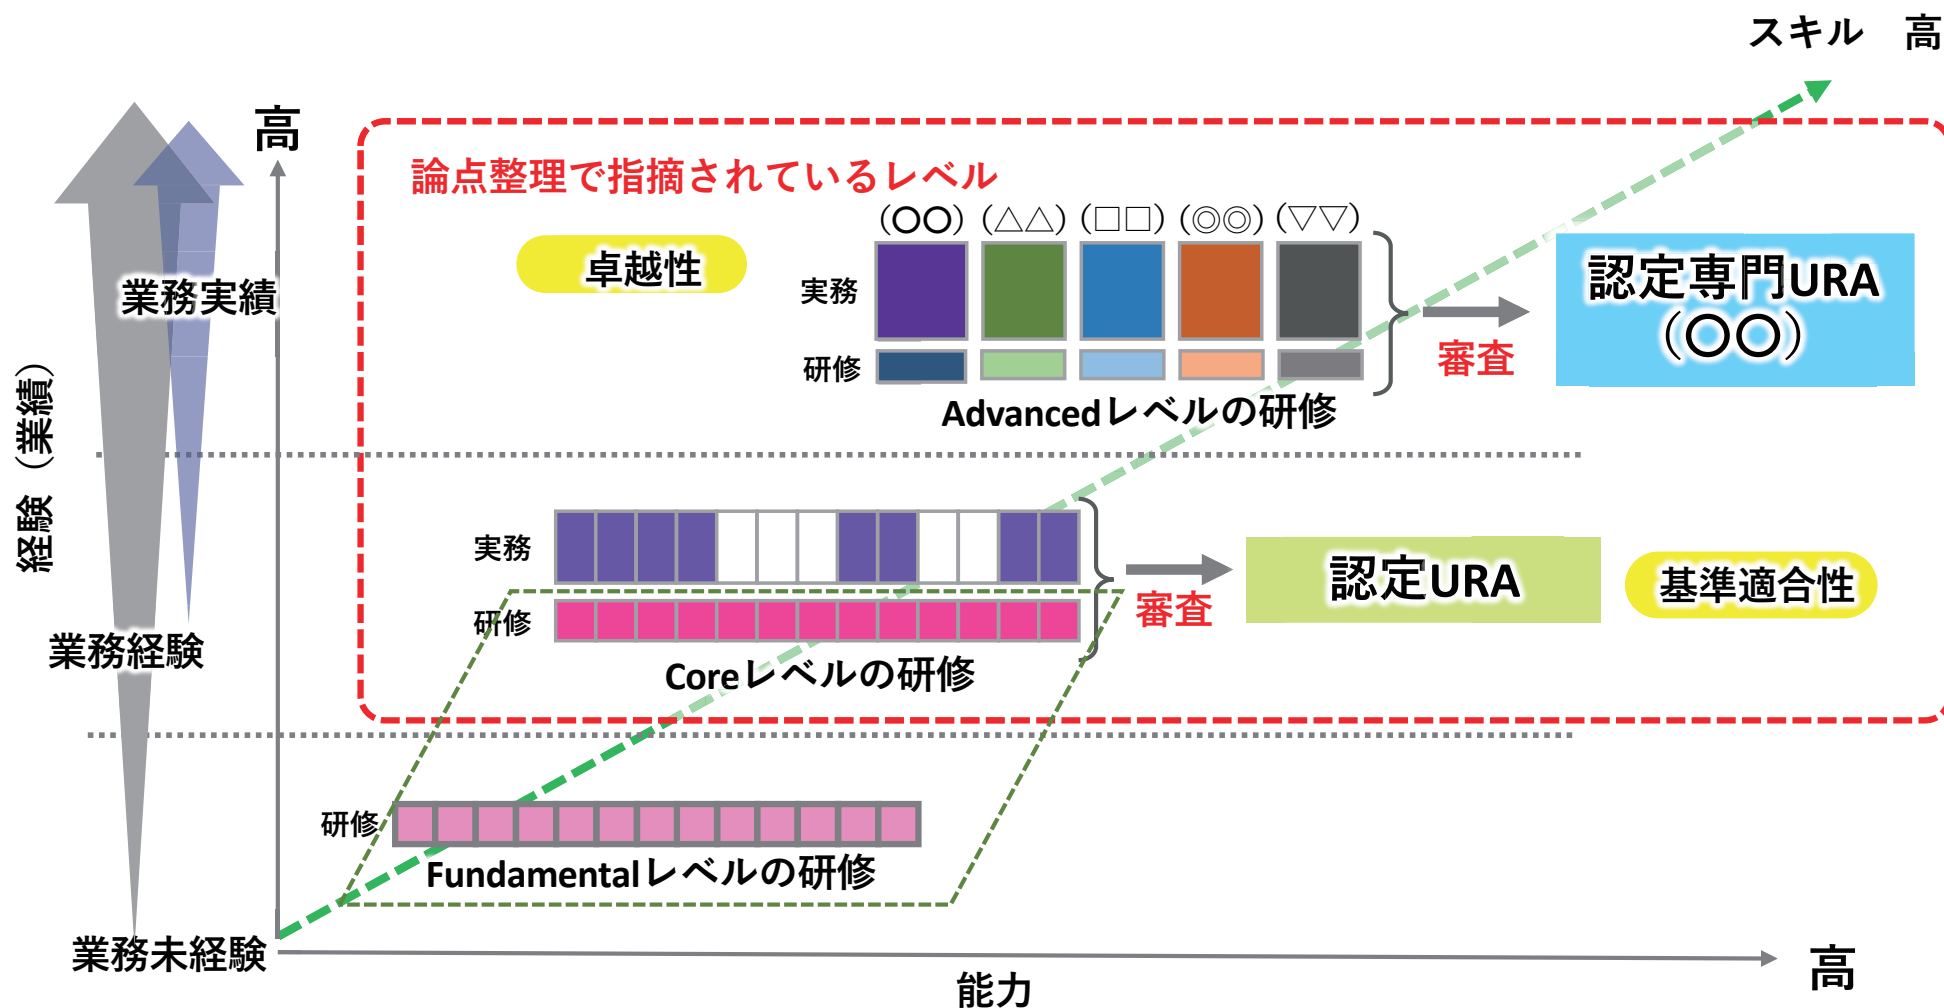 スキル　高
高
論点整理で指摘されているレベル
（〇〇）（△△）（□□）（◎◎）（▽▽）
卓越性
実務
研修
Advancedレベルの研修
審査
認定専門URA
（〇〇）
業務実績
経験（業績）
実務
研修
Coreレベルの研修
審査
認定URA
基準適合性
業務経験
研修
Fundamentalレベルの研修
業務未経験
能力
高